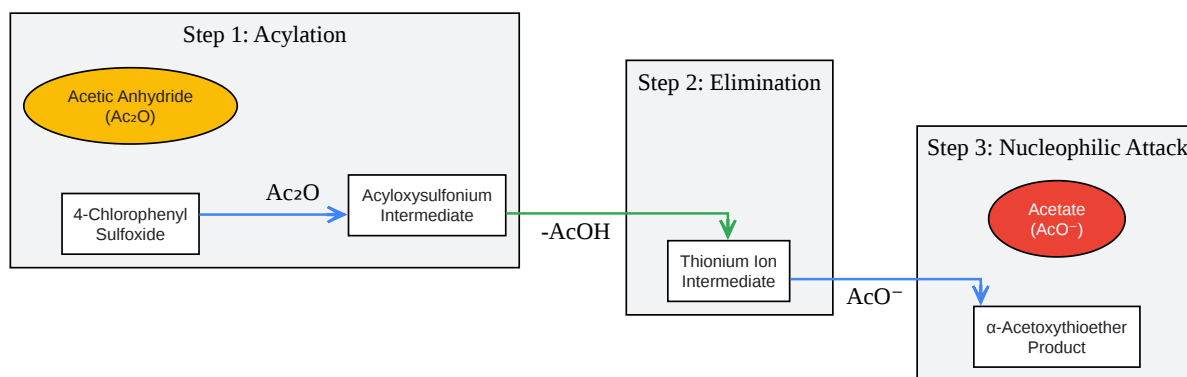 Step 1: Acylation
Acetic Anhydride
(Ac₂O)
4-Chlorophenyl
Sulfoxide
Ac₂O
Acyloxysulfonium
Intermediate
-AcOH
Step 2: Elimination
Thionium Ion
Intermediate
AcO⁻
Step 3: Nucleophilic Attack
Acetate
(AcO⁻)
α-Acetoxythioether
Product